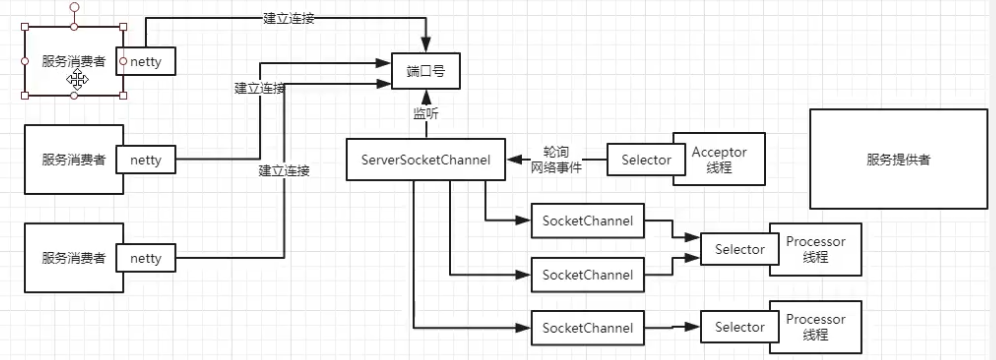 建立连接
服务消费者
netty
端口号
建立连接
监听
服务消费者
netty
ServerSocketChannel
轮询
网络事件
Selector
Acceptor
线程
服务提供者
建立连接
SocketChannel
服务消费者
netty
Selector
Processor
线程
SocketChannel
SocketChannel
Selector
Processor
线程